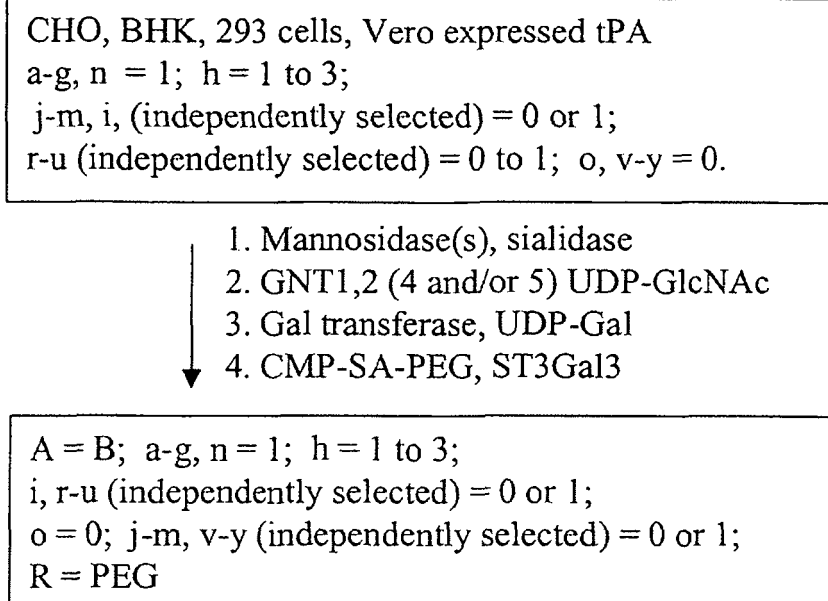 CHO, BHK, 293 cells, Vero expressed tPA
a-g, n = 1; h = 1 to 3;
j-m, i, (independently selected) = 0 or 1;
r-u (independently selected) = 0 to 1; o, v-y = 0.
1. Mannosidase(s), sialidase
2. GNT1,2 (4 and/or 5) UDP-GlcNAc
3. Gal transferase, UDP-Gal
4. CMP-SA-PEG, ST3Gal3
A = B; a-g, n = 1; h = 1 to 3;
i, r-u (independently selected) = 0 or 1;
o = 0; j-m, v-y (independently selected) = 0 or 1;
R = PEG